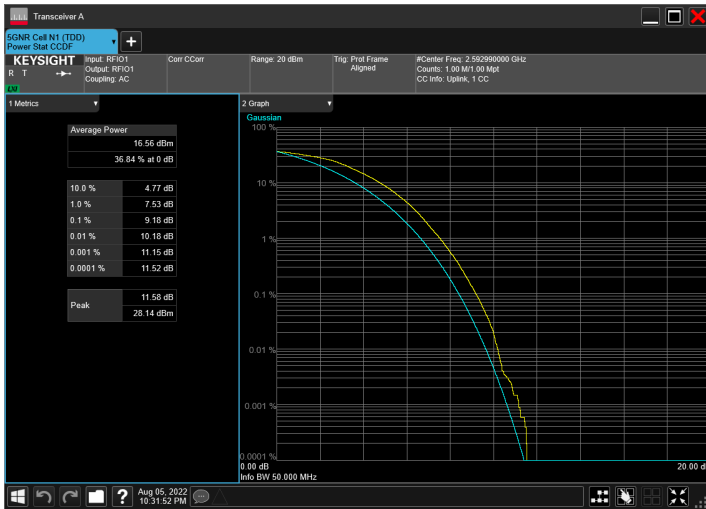 Transceiver A
5GNR Cell N1 (TDD)
Power Stat CCDF
KEYSIGHT
R T
LXI
Input: RFIO1
Output: RFIO1
Coupling: AC
Corr CCorr
Range: 20 dBm
Trig: Prot Frame
Aligned
#Center Freq: 2.592990000 GHz
Counts: 1.00 M/1.00 Mpt
CC Info: Uplink, 1 CC
1 Metrics
Average Power
16.56 dBm
36.84 % at 0 dB
10.0 % 4.77 dB
1.0 % 7.53 dB
0.1 % 9.18 dB
0.01 % 10.18 dB
0.001 % 11.15 dB
0.0001 % 11.52 dB
Peak
11.58 dB
28.14 dBm
2 Graph
Gaussian
100 %
10 %
1 %
0.1 %
0.01 %
0.001 %
0.0001 %
0.00 dB
20.00 d
Info BW 50.000 MHz
?
Aug 05, 2022
10:31:52 PM